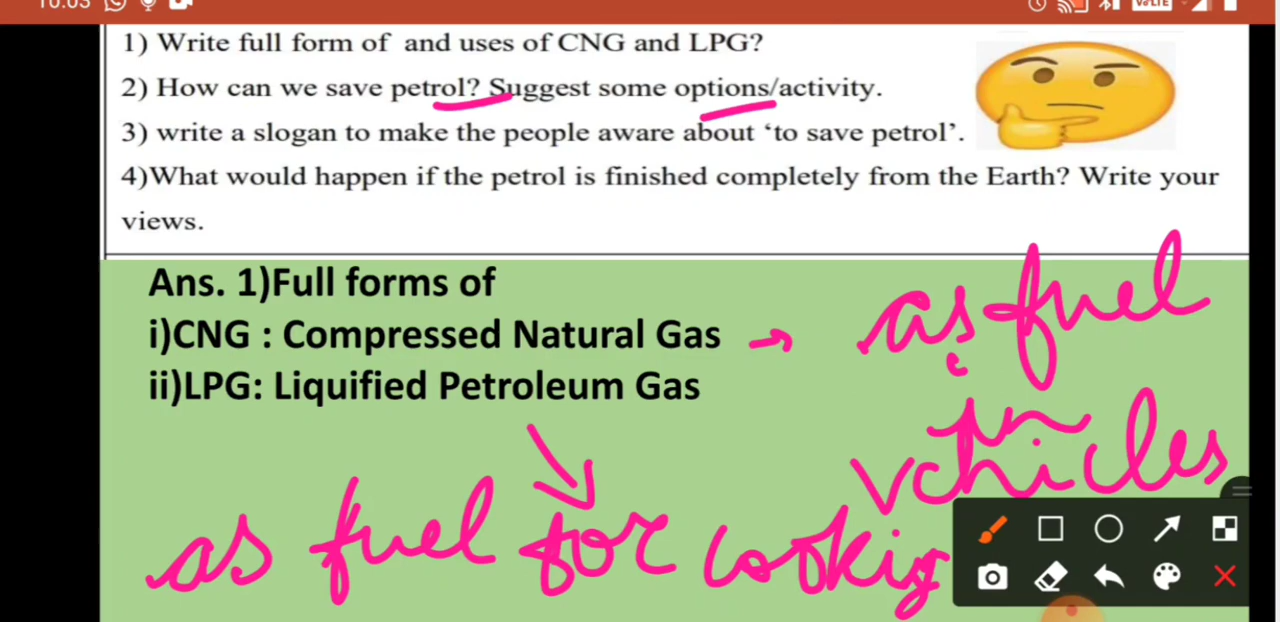 10:03
VoLTE
1) Write full form of and uses of CNG and LPG?
2) How can we save petrol? Suggest some options/activity.
3) write a slogan to make the people aware about ‘to save petrol’.
4)What would happen if the petrol is finished completely from the Earth? Write your
views.
Ans. 1)Full forms of
i)CNG : Compressed Natural Gas → as fuel
in
vehicles
ii)LPG: Liquified Petroleum Gas
as fuel for cooking